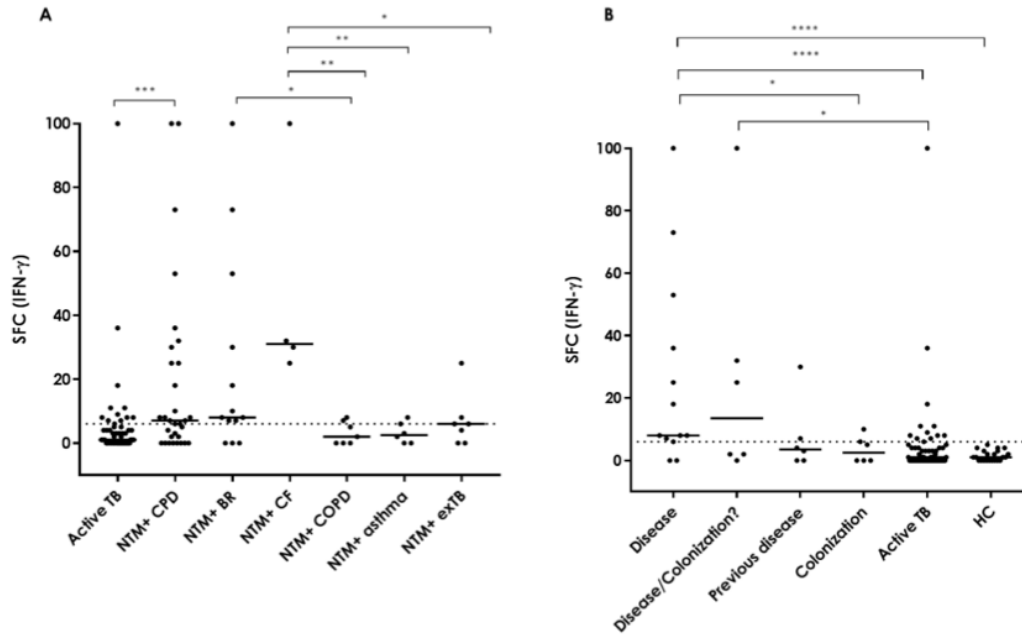 A
*
**
**
***
*
SFC (IFN-γ)
100
80
60
40
20
0
Active TB
NTM+ CPD
NTM+ BR
NTM+ CF
NTM+ COPD
NTM+ asthma
NTM+ exTB
B
****
****
*
*
SFC (IFN-γ)
100
80
60
40
20
0
Disease
Disease/Colonization?
Previous disease
Colonization
Active TB
HC